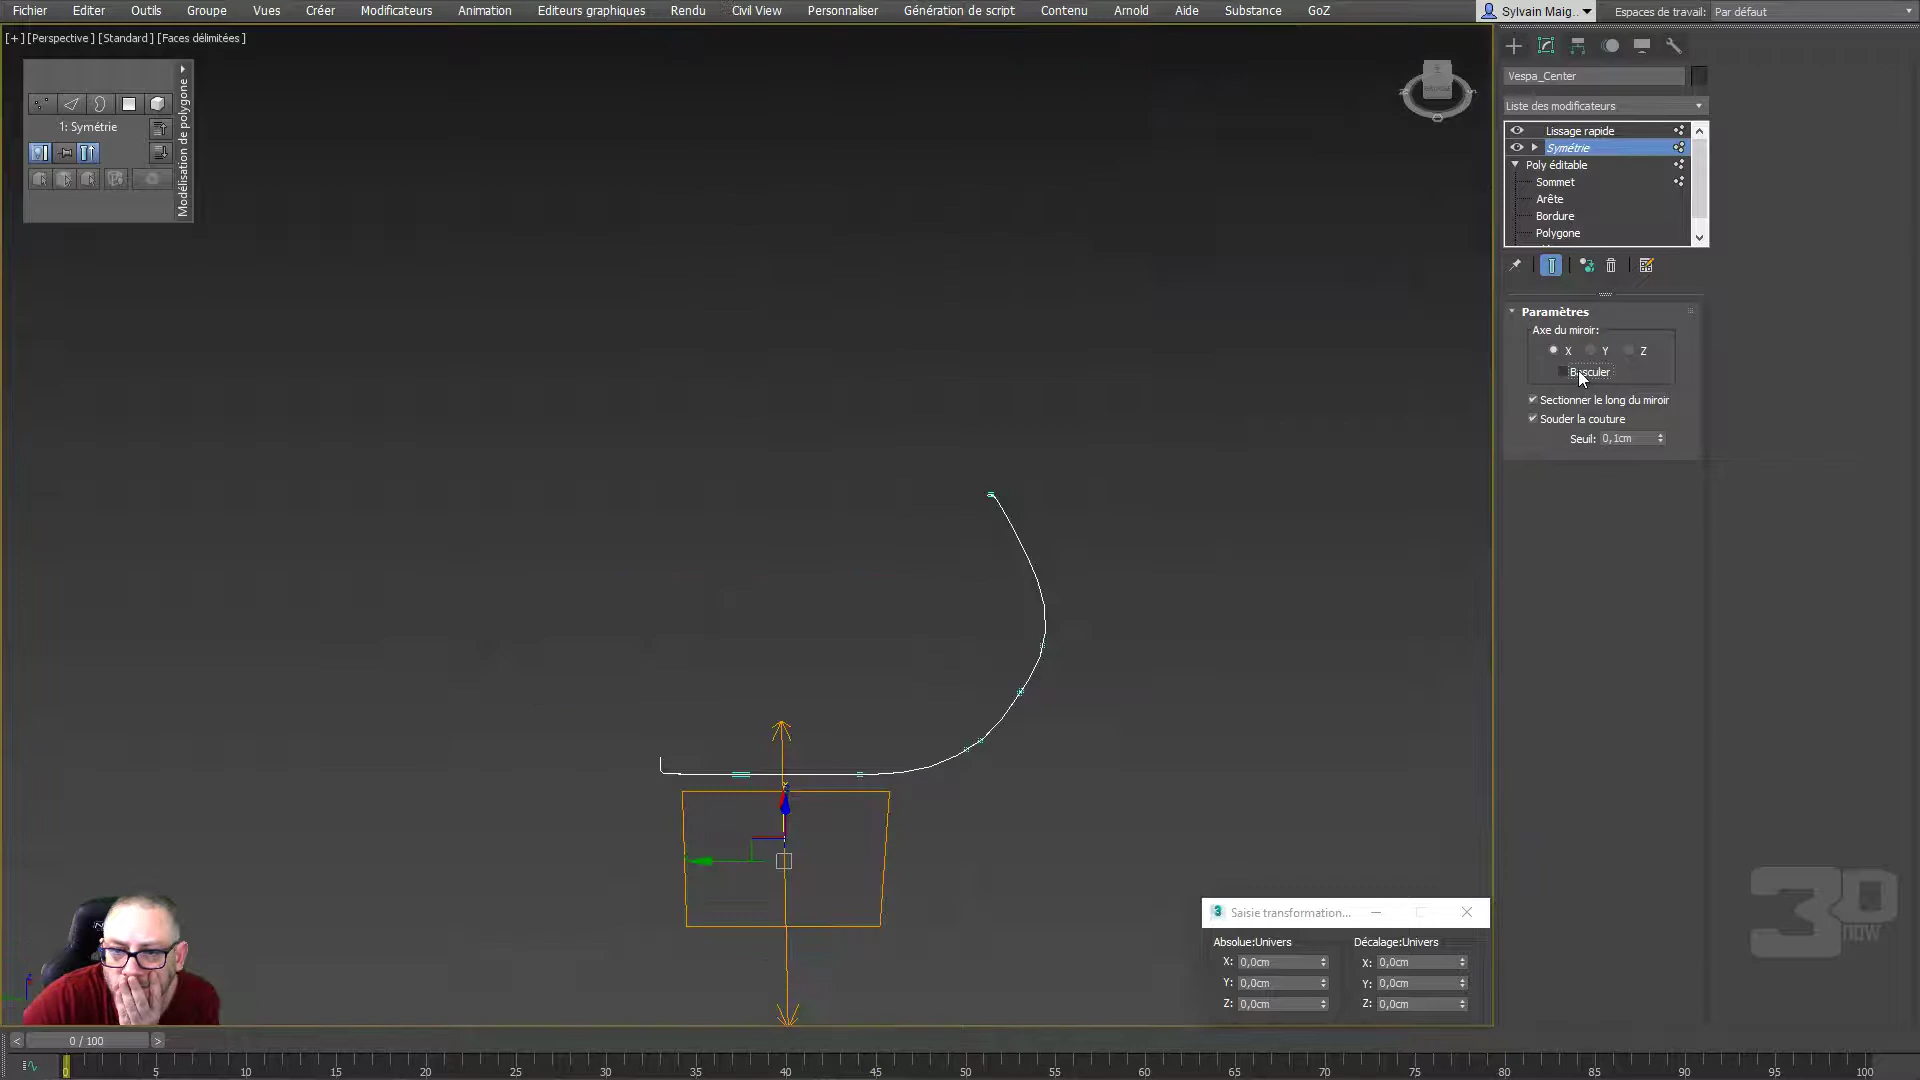 Fichier Editer Outils Groupe Vues Créer Modificateurs Animation Editeurs graphiques Rendu Civil View Personnaliser Génération de script Contenu Arnold Aide Substance GoZ Sylvain Maig... Espaces de travail: Par défaut
[+] [Perspective ] [Standard ] [Faces délimitées ]
Modélisation de polygone
1: Symétrie
Vespa_Center
Liste des modificateurs
Lissage rapide
Symétrie
Poly éditable
Sommet
Arête
Bordure
Polygone
Paramètres
Axe du miroir:
X Y Z
Basculer
Sectionner le long du miroir
Souder la couture
Seuil: 0,1cm
3 Saisie transformation...
Absolue:Univers Décalage:Univers
X: 0,0cm X: 0,0cm
Y: 0,0cm Y: 0,0cm
Z: 0,0cm Z: 0,0cm
3D now
< 0 / 100 >
0 5 10 15 20 25 30 35 40 45 50 55 60 65 70 75 80 85 90 95 100